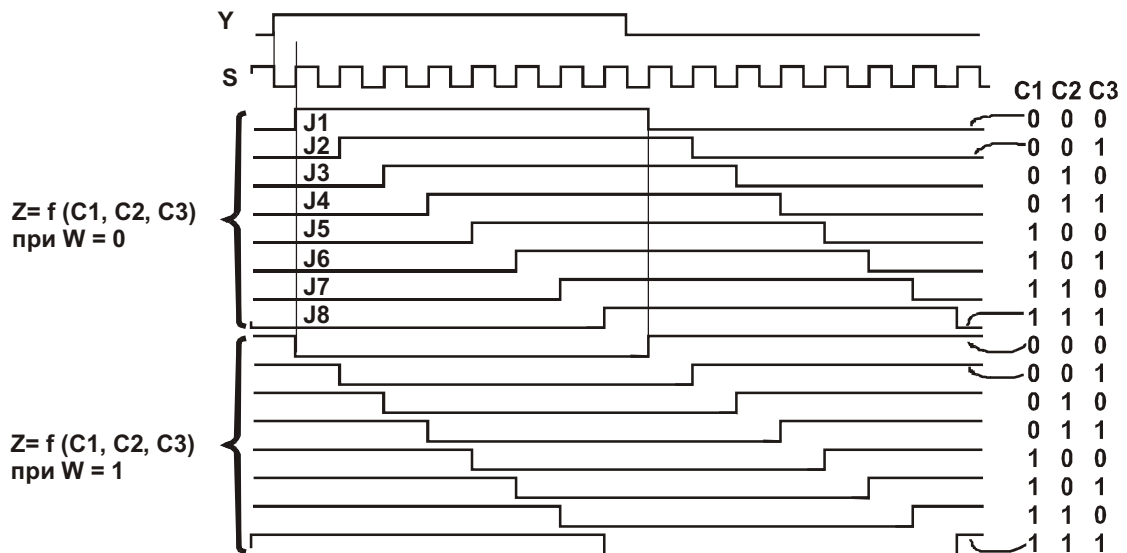 Y
S
C1 C2 C3
J1
0 0 0
J2
0 0 1
J3
0 1 0
J4
0 1 1
Z= f (C1, C2, C3)
при W = 0
J5
1 0 0
J6
1 0 1
J7
1 1 0
J8
1 1 1
0 0 0
0 0 1
0 1 0
0 1 1
Z= f (C1, C2, C3)
при W = 1
1 0 0
1 0 1
1 1 0
1 1 1